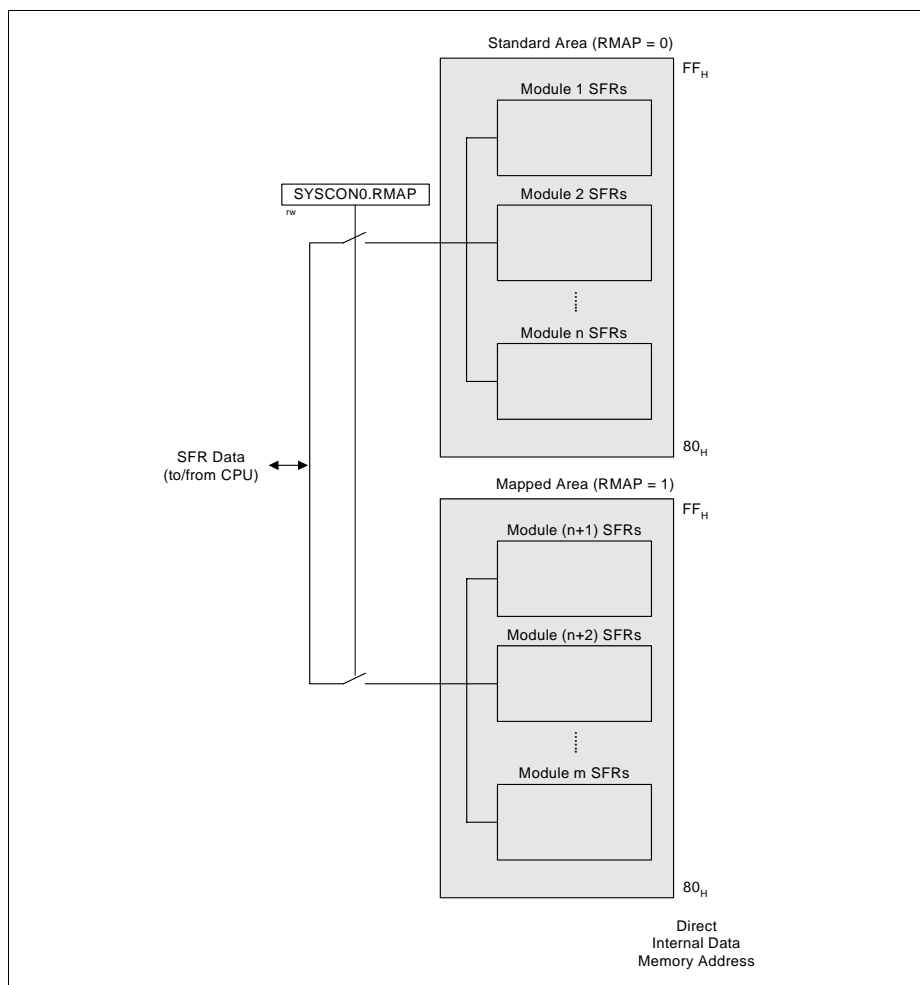 Standard Area (RMAP = 0)
FFH
Module 1 SFRs
SYSCON0.RMAP
rw
Module 2 SFRs
Module n SFRs
80H
SFR Data
(to/from CPU)
Mapped Area (RMAP = 1)
FFH
Module (n+1) SFRs
Module (n+2) SFRs
Module m SFRs
80H
Direct
Internal Data
Memory Address